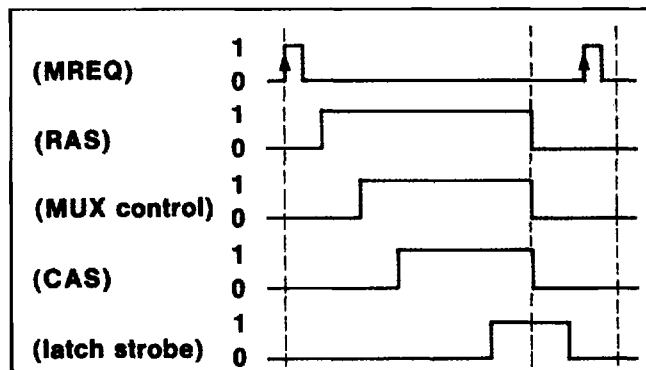 1
(MREQ) 0
1
(RAS) 0
1
(MUX control) 0
1
(CAS) 0
1
(latch strobe) 0